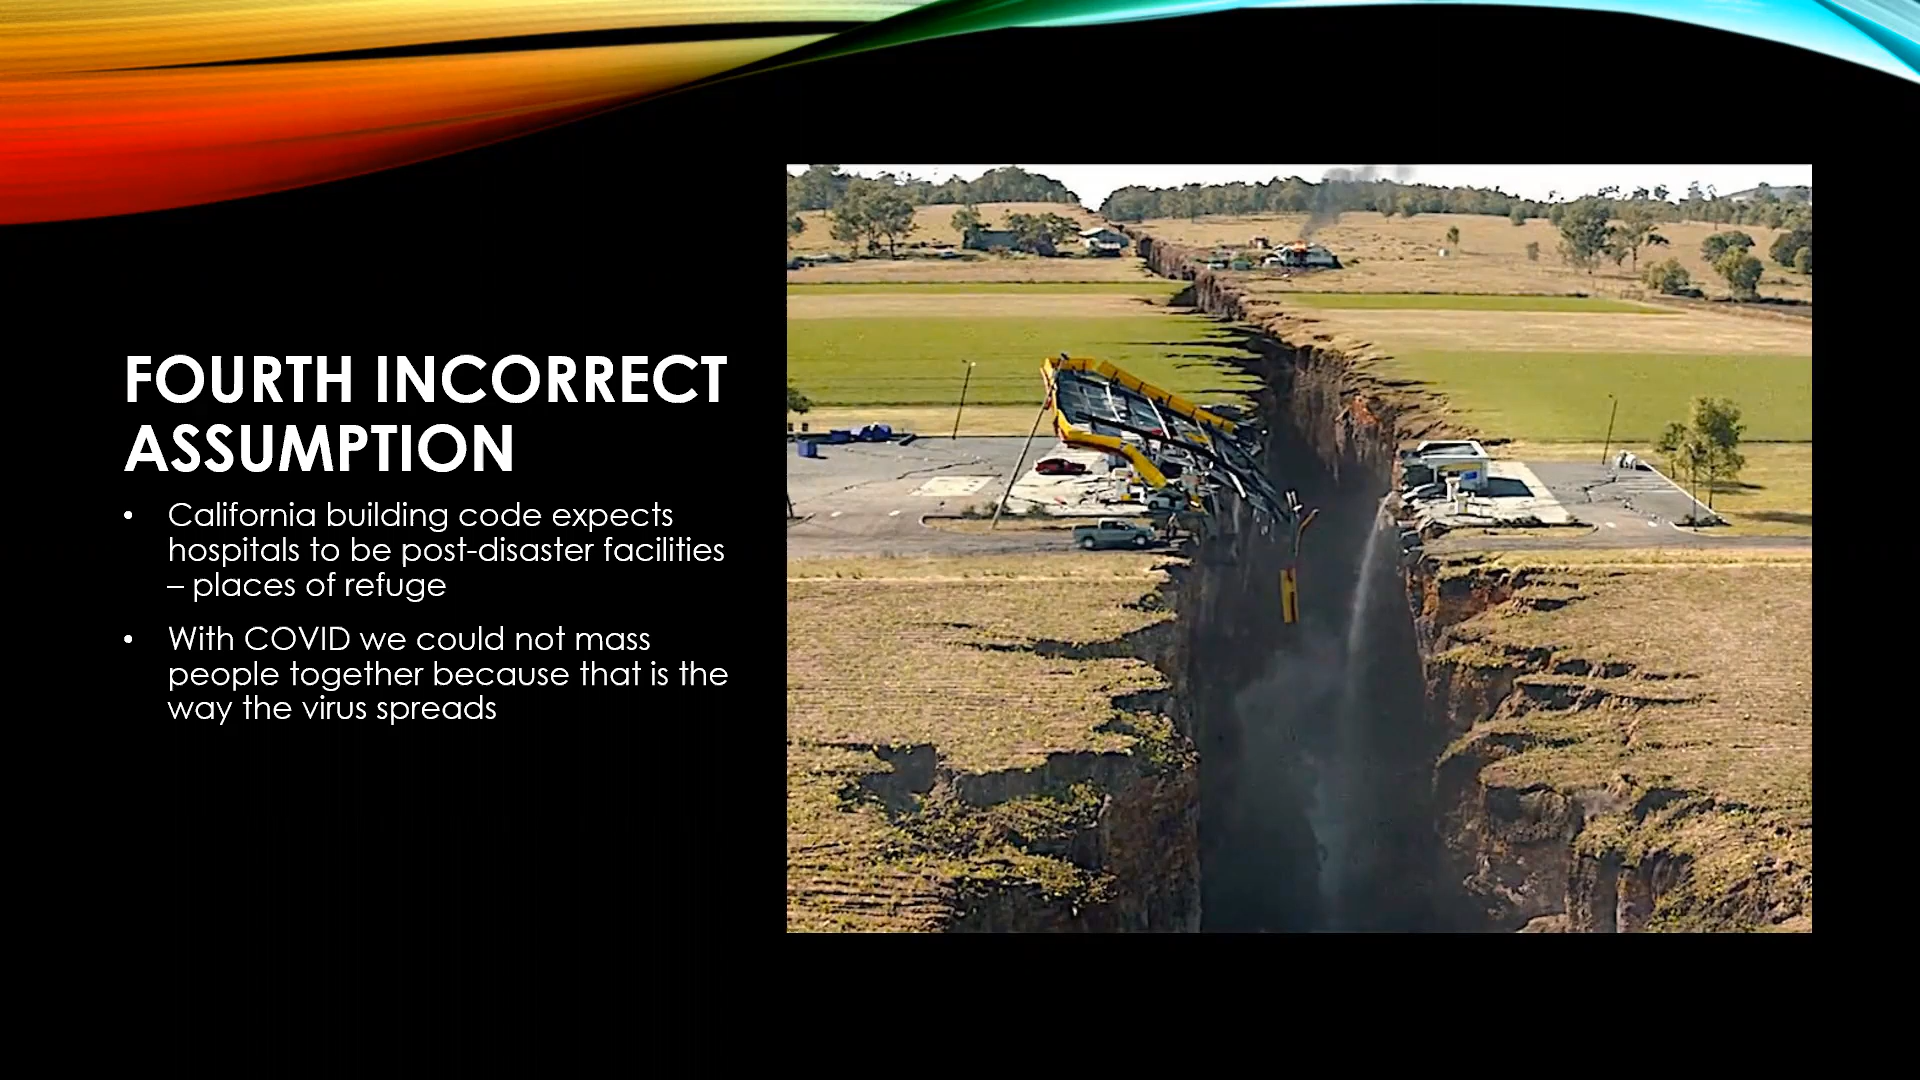 FOURTH INCORRECT
ASSUMPTION
• California building code expects
hospitals to be post-disaster facilities
– places of refuge
• With COVID we could not mass
people together because that is the
way the virus spreads